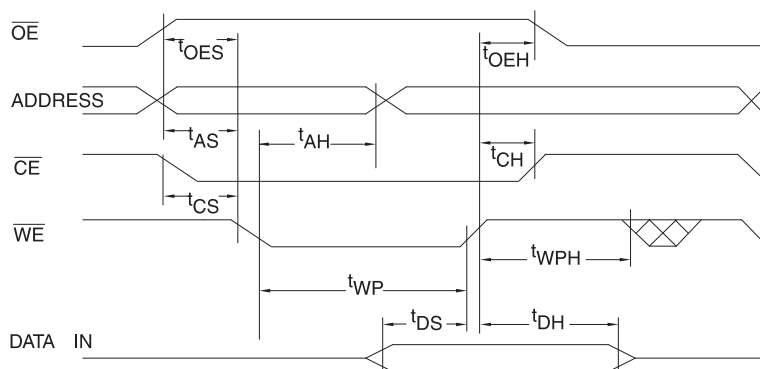 OE
tOES
tOEH
ADDRESS
tAS
tAH
tCH
CE
tCS
WE
tWPH
tWP
tDS
tDH
DATA IN